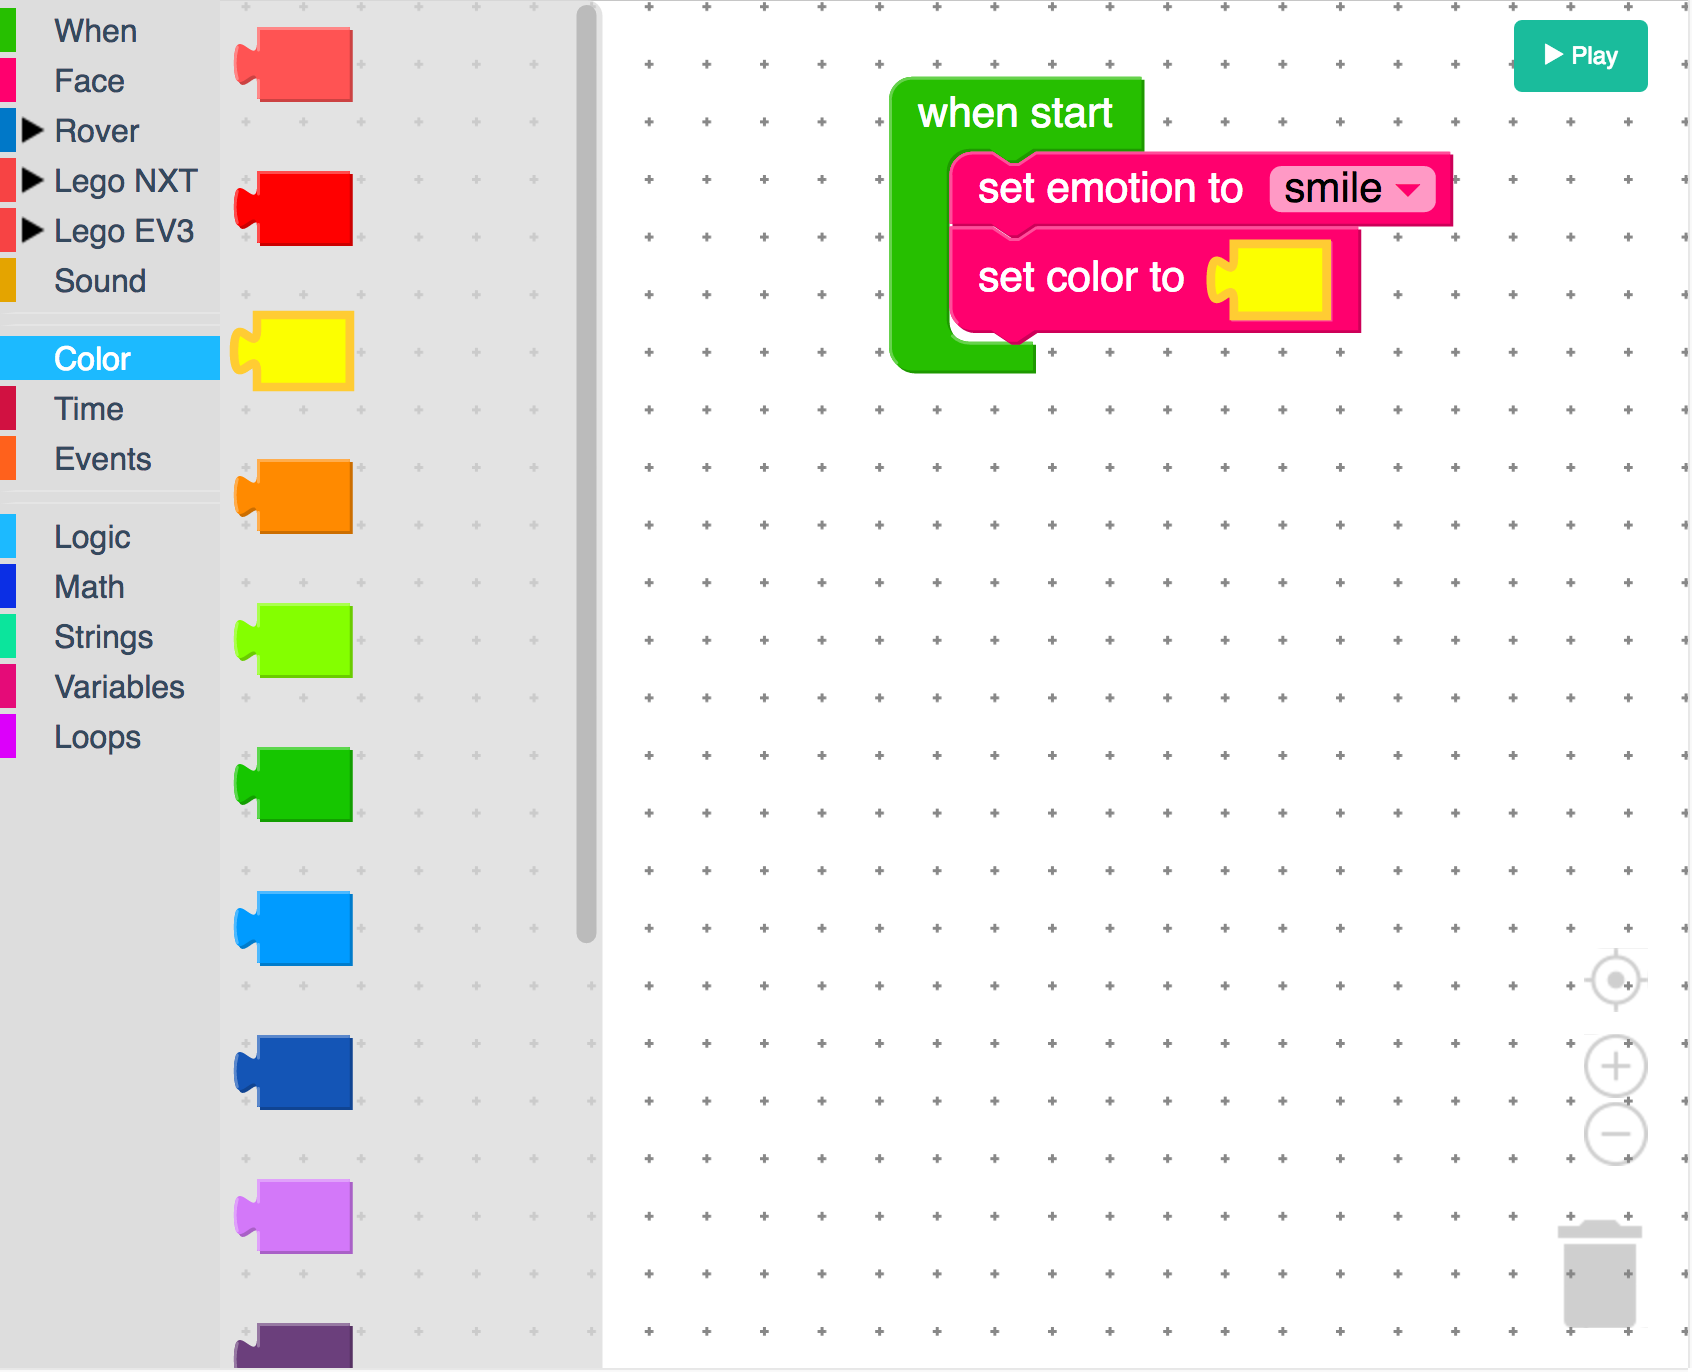 When
Face
Rover
Lego NXT
Lego EV3
Sound
Color
Time
Events
Logic
Math
Strings
Variables
Loops
when start
set emotion to smile
set color to
Play